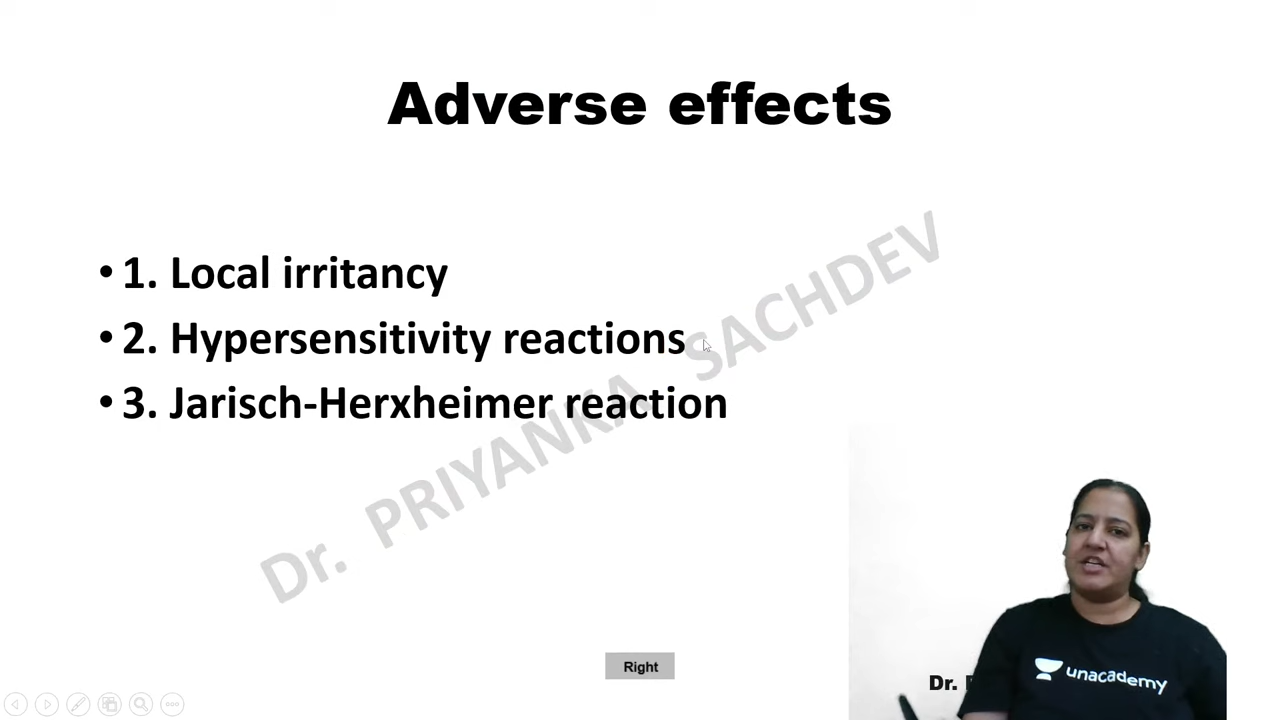 Adverse effects
• 1. Local irritancy
• 2. Hypersensitivity reactions
• 3. Jarisch-Herxheimer reaction
Dr. PRIYANKA SACHDEV
Right
Dr.
unacademy